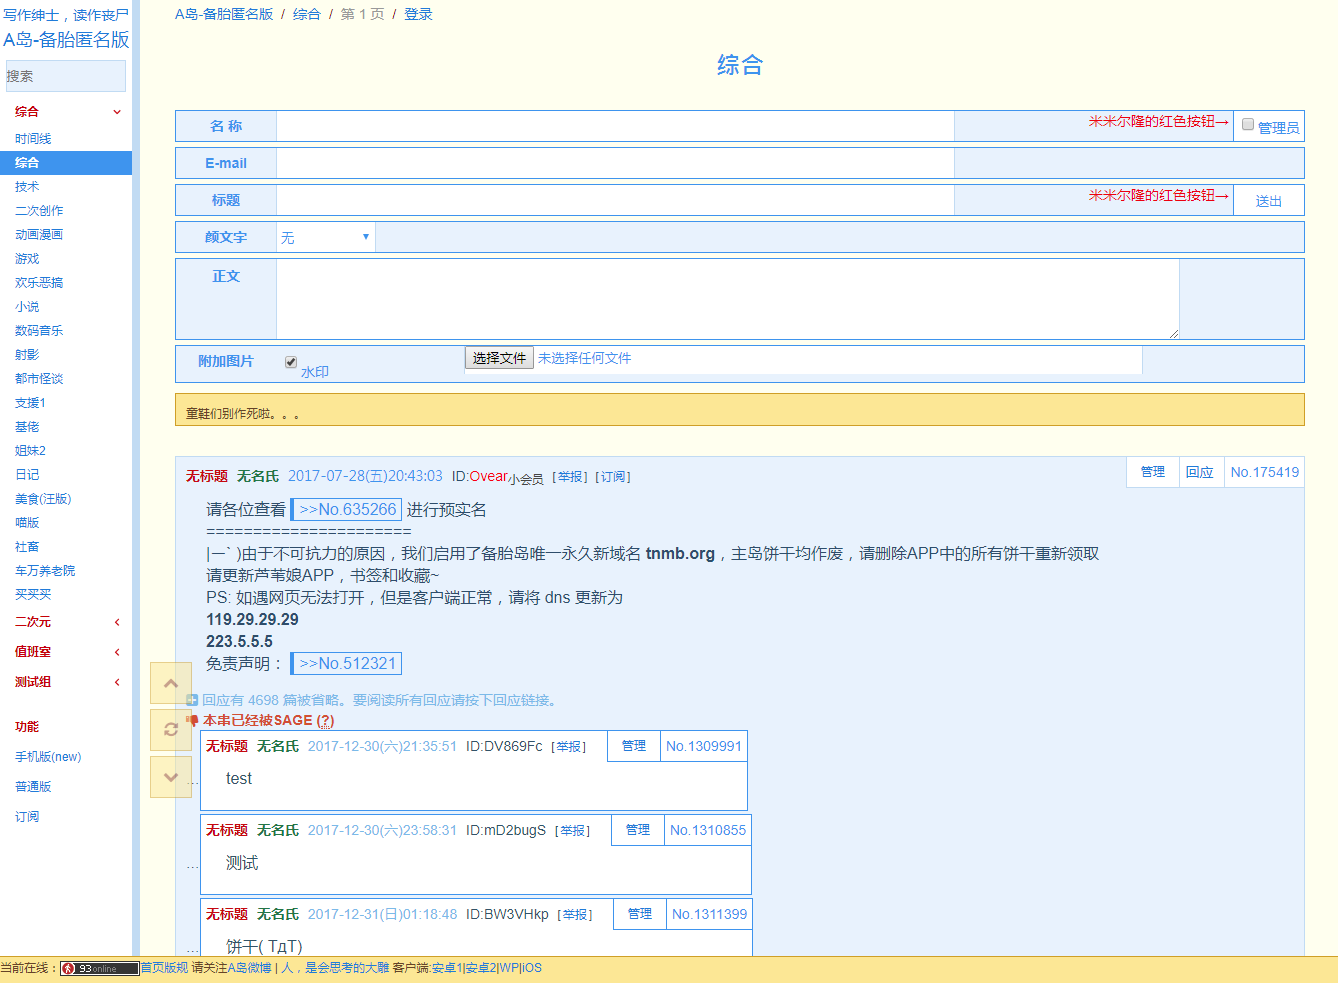 写作绅士，读作丧尸
A岛-备胎匿名版
搜索
综合
时间线
综合
技术
二次创作
动画漫画
游戏
欢乐恶搞
小说
数码音乐
射影
都市怪谈
支援1
基佬
姐妹2
日记
美食(汪版)
喵版
社畜
车万养老院
买买买
二次元
值班室
测试组
功能
手机版(new)
普通版
订阅
A岛-备胎匿名版 / 综合 / 第 1 页 / 登录
综合
名 称 米米尔隆的红色按钮→ 管理员
E-mail
标题 米米尔隆的红色按钮→ 送出
颜文字 无
正文
附加图片 水印 选择文件 未选择任何文件
童鞋们别作死啦。。。
无标题 无名氏 2017-07-28(五)20:43:03 ID:Ovear小会员 [举报] [订阅] 管理 回应 No.175419
请各位查看 >>No.635266 进行预实名
======================
|ー` )由于不可抗力的原因，我们启用了备胎岛唯一永久新域名 tnmb.org，主岛饼干均作废，请删除APP中的所有饼干重新领取
请更新芦苇娘APP，书签和收藏~
PS: 如遇网页无法打开，但是客户端正常，请将 dns 更新为
119.29.29.29
223.5.5.5
免责声明： >>No.512321
回应有 4698 篇被省略。要阅读所有回应请按下回应链接。
本串已经被SAGE (?)
… 无标题 无名氏 2017-12-30(六)21:35:51 ID:DV869Fc [举报] 管理 No.1309991
test
… 无标题 无名氏 2017-12-30(六)23:58:31 ID:mD2bugS [举报] 管理 No.1310855
测试
… 无标题 无名氏 2017-12-31(日)01:18:48 ID:BW3VHkp [举报] 管理 No.1311399
饼干( TдT)
当前在线：93online首页版规 请关注A岛微博 | 人，是会思考的大雕 客户端:安卓1|安卓2|WP|iOS